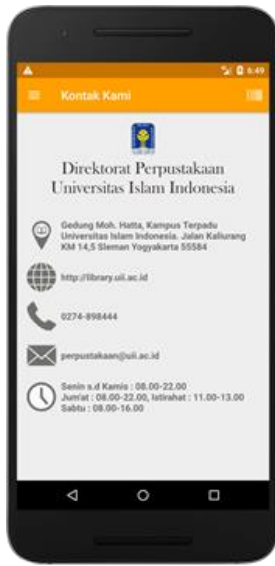 6:49
Kontak Kami
Direktorat Perpustakaan
Universitas Islam Indonesia
Gedung Moh. Hatta, Kampus Terpadu
Universitas Islam Indonesia. Jalan Kaliurang
KM 14,5 Sleman Yogyakarta 55584
http://library.uii.ac.id
0274-898444
perpustakaan@uii.ac.id
Senin s.d Kamis : 08.00-22.00
Jum'at : 08.00-22.00, Istirahat : 11.00-13.00
Sabtu : 08.00-16.00